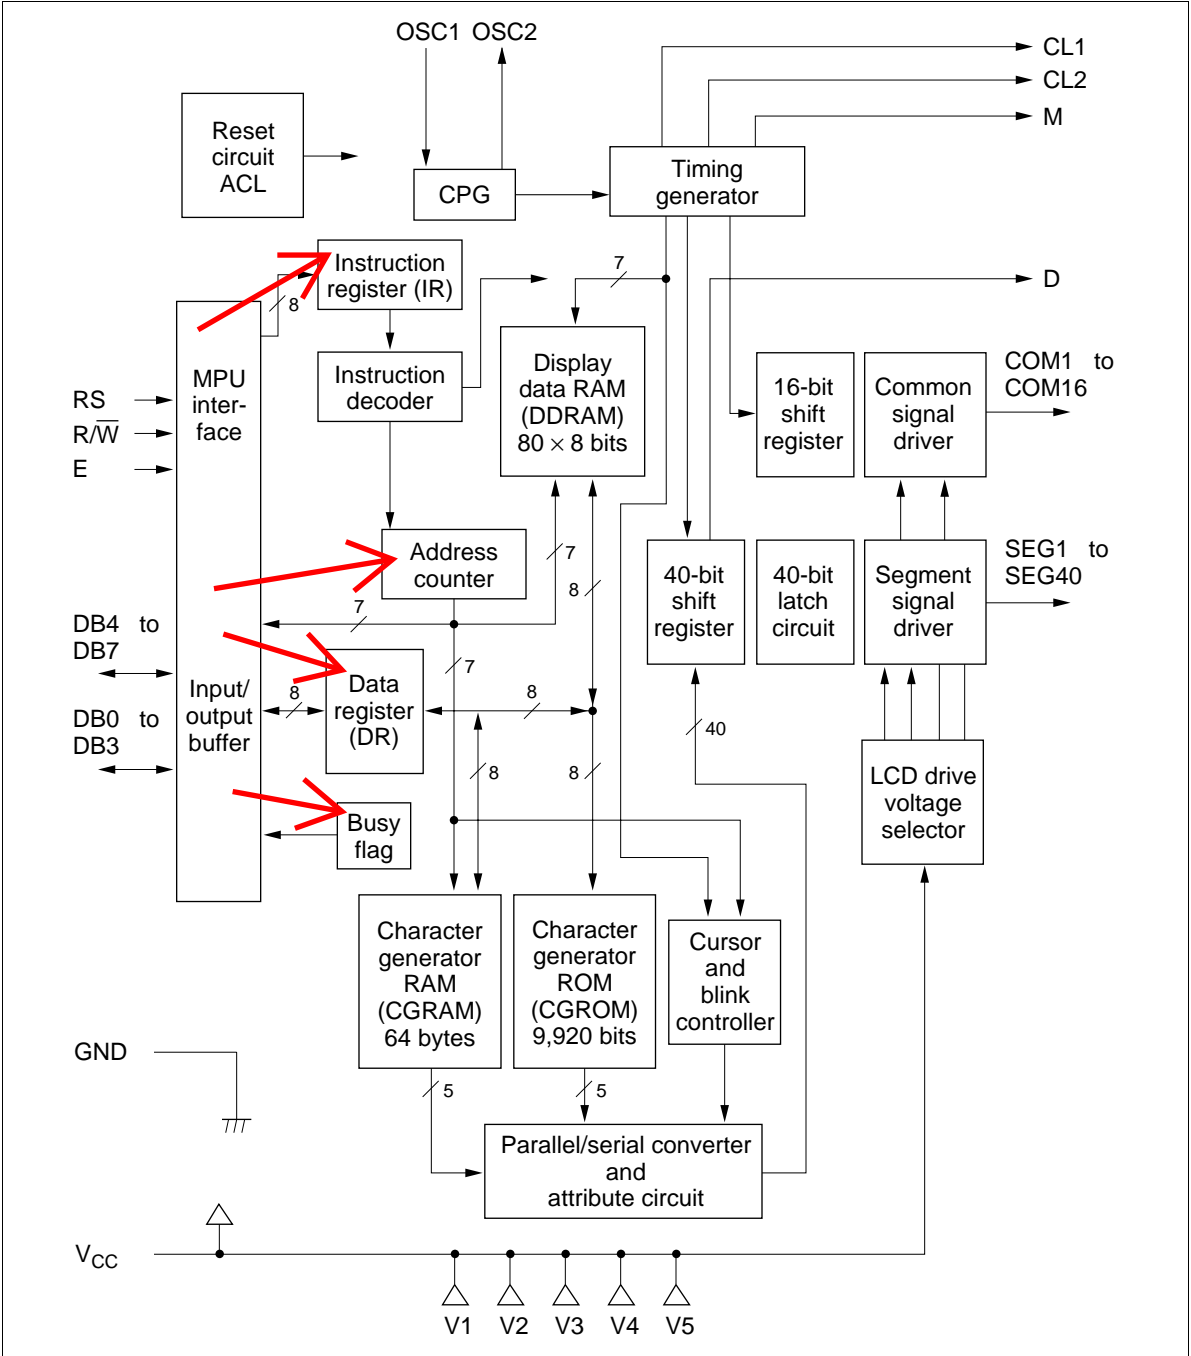 OSC1 OSC2
CL1
CL2
M
Reset
circuit
ACL
CPG
Timing
generator
Instruction
register (IR)
8
7
D
MPU
inter-
face
Instruction
decoder
Display
data RAM
(DDRAM)
80 × 8 bits
16-bit
shift
register
Common
signal
driver
COM1 to
COM16
RS
R/W̅
E
Address
counter
7
8
40-bit
shift
register
40-bit
latch
circuit
Segment
signal
driver
SEG1 to
SEG40
DB4 to
DB7
7
7
Input/
output
buffer
8
Data
register
(DR)
8
DB0 to
DB3
8
8
40
LCD drive
voltage
selector
Busy
flag
Character
generator
RAM
(CGRAM)
64 bytes
Character
generator
ROM
(CGROM)
9,920 bits
Cursor
and
blink
controller
GND
5
5
Parallel/serial converter
and
attribute circuit
VCC
V1 V2 V3 V4 V5